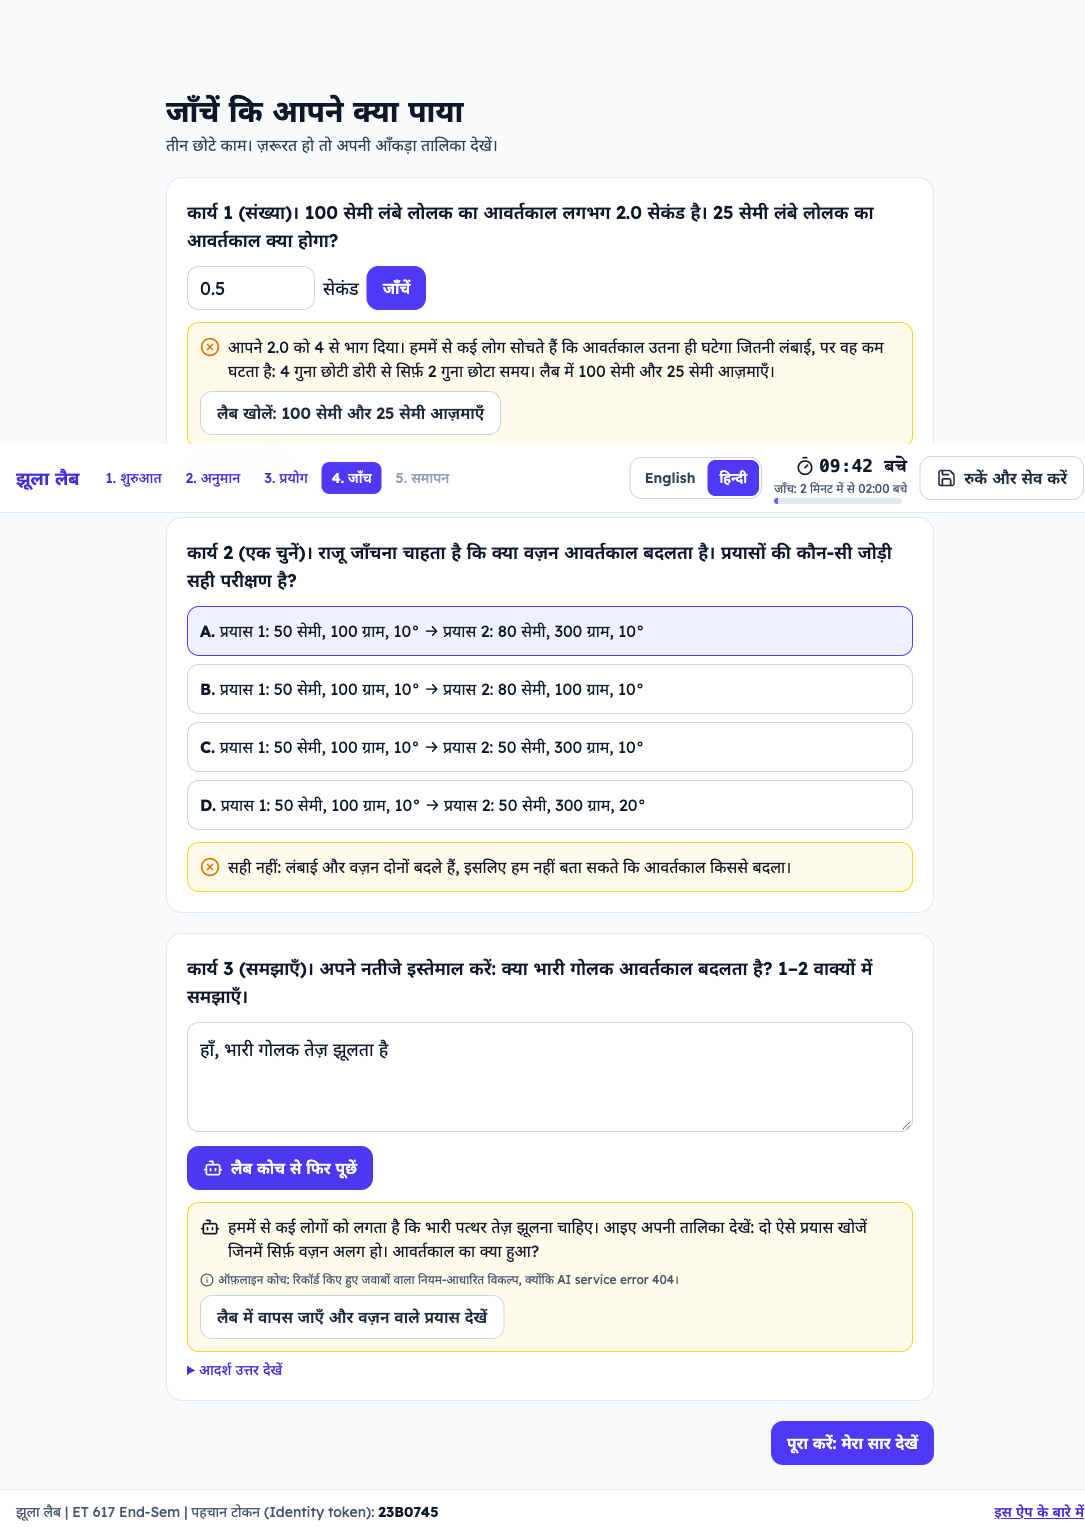 जाँचें कि आपने क्या पाया
तीन छोटे काम। ज़रूरत हो तो अपनी आँकड़ा तालिका देखें।
कार्य 1 (संख्या)। 100 सेमी लंबे लोलक का आवर्तकाल लगभग 2.0 सेकंड है। 25 सेमी लंबे लोलक का
आवर्तकाल क्या होगा?
0.5 सेकंड जाँचें
आपने 2.0 को 4 से भाग दिया। हममें से कई लोग सोचते हैं कि आवर्तकाल उतना ही घटेगा जितनी लंबाई, पर वह कम
घटता है: 4 गुना छोटी डोरी से सिर्फ़ 2 गुना छोटा समय। लैब में 100 सेमी और 25 सेमी आज़माएँ।
लैब खोलें: 100 सेमी और 25 सेमी आज़माएँ
झूला लैब 1. शुरुआत 2. अनुमान 3. प्रयोग 4. जाँच 5. समापन English हिन्दी 09:42 बचे रुकें और सेव करें
जाँच: 2 मिनट में से 02:00 बचे
कार्य 2 (एक चुनें)। राजू जाँचना चाहता है कि क्या वज़न आवर्तकाल बदलता है। प्रयासों की कौन-सी जोड़ी
सही परीक्षण है?
A. प्रयास 1: 50 सेमी, 100 ग्राम, 10° → प्रयास 2: 80 सेमी, 300 ग्राम, 10°
B. प्रयास 1: 50 सेमी, 100 ग्राम, 10° → प्रयास 2: 80 सेमी, 100 ग्राम, 10°
C. प्रयास 1: 50 सेमी, 100 ग्राम, 10° → प्रयास 2: 50 सेमी, 300 ग्राम, 10°
D. प्रयास 1: 50 सेमी, 100 ग्राम, 10° → प्रयास 2: 50 सेमी, 300 ग्राम, 20°
सही नहीं: लंबाई और वज़न दोनों बदले हैं, इसलिए हम नहीं बता सकते कि आवर्तकाल किससे बदला।
कार्य 3 (समझाएँ)। अपने नतीजे इस्तेमाल करें: क्या भारी गोलक आवर्तकाल बदलता है? 1–2 वाक्यों में
समझाएँ।
हाँ, भारी गोलक तेज़ झूलता है
लैब कोच से फिर पूछें
हममें से कई लोगों को लगता है कि भारी पत्थर तेज़ झूलना चाहिए। आइए अपनी तालिका देखें: दो ऐसे प्रयास खोजें
जिनमें सिर्फ़ वज़न अलग हो। आवर्तकाल का क्या हुआ?
ऑफ़लाइन कोच: रिकॉर्ड किए हुए जवाबों वाला नियम-आधारित विकल्प, क्योंकि AI service error 404।
लैब में वापस जाएँ और वज़न वाले प्रयास देखें
आदर्श उत्तर देखें
पूरा करें: मेरा सार देखें
झूला लैब | ET 617 End-Sem | पहचान टोकन (Identity token): 23B0745 इस ऐप के बारे में